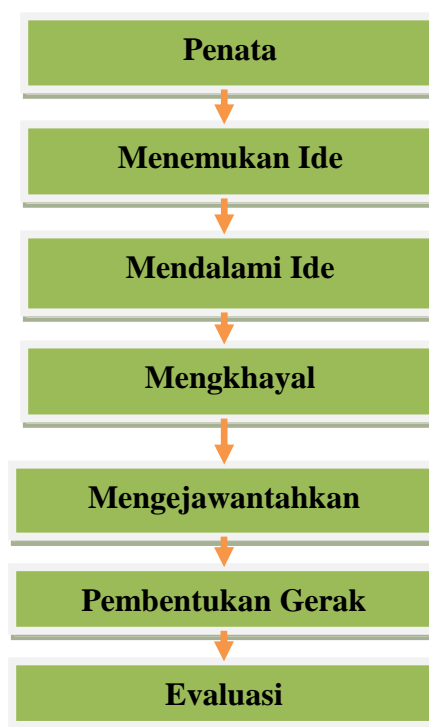 Penata
Menemukan Ide
Mendalami Ide
Mengkhayal
Mengejawantahkan
Pembentukan Gerak
Evaluasi